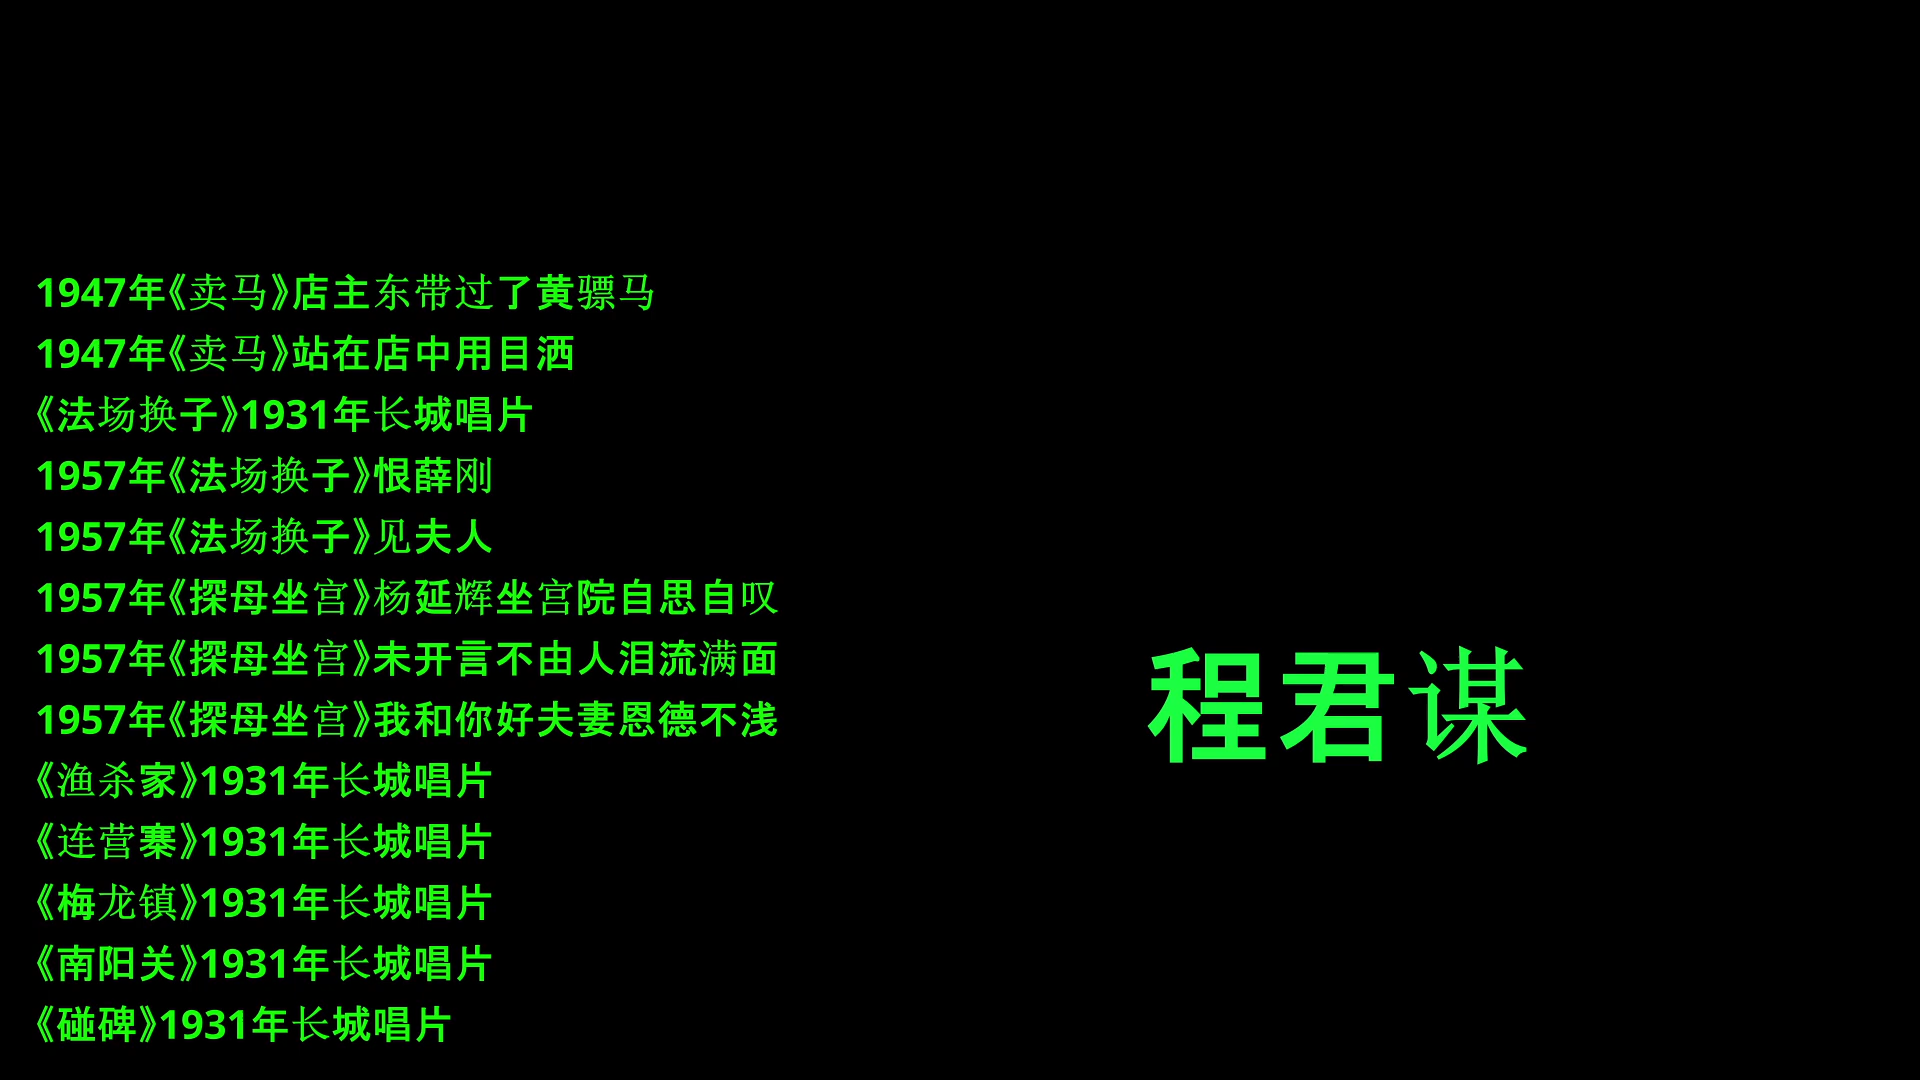 1947年《卖马》店主东带过了黄骠马
1947年《卖马》站在店中用目洒
《法场换子》1931年长城唱片
1957年《法场换子》恨薛刚
1957年《法场换子》见夫人
1957年《探母坐宫》杨延辉坐宫院自思自叹
1957年《探母坐宫》未开言不由人泪流满面
1957年《探母坐宫》我和你好夫妻恩德不浅
《渔杀家》1931年长城唱片
《连营寨》1931年长城唱片
《梅龙镇》1931年长城唱片
《南阳关》1931年长城唱片
《碰碑》1931年长城唱片
程君谋